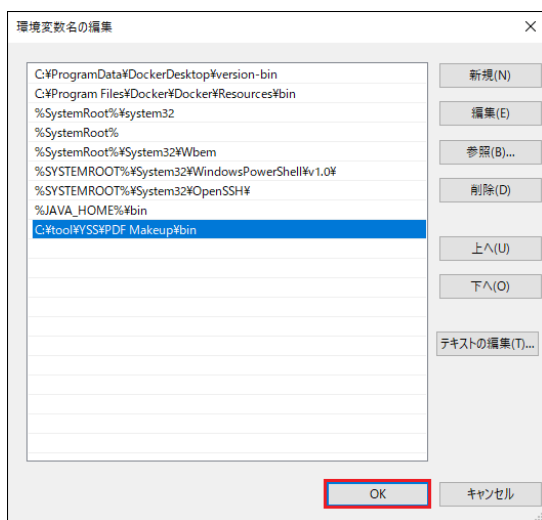 環境変数名の編集
C:¥ProgramData¥DockerDesktop¥version-bin
C:¥Program Files¥Docker¥Docker¥Resources¥bin
%SystemRoot%¥system32
%SystemRoot%
%SystemRoot%¥System32¥Wbem
%SYSTEMROOT%¥System32¥WindowsPowerShell¥v1.0¥
%SYSTEMROOT%¥System32¥OpenSSH¥
%JAVA_HOME%¥bin
C:¥tool¥YSS¥PDF Makeup¥bin
新規(N)
編集(E)
参照(B)...
削除(D)
上へ(U)
下へ(O)
テキストの編集(T)...
OK
キャンセル